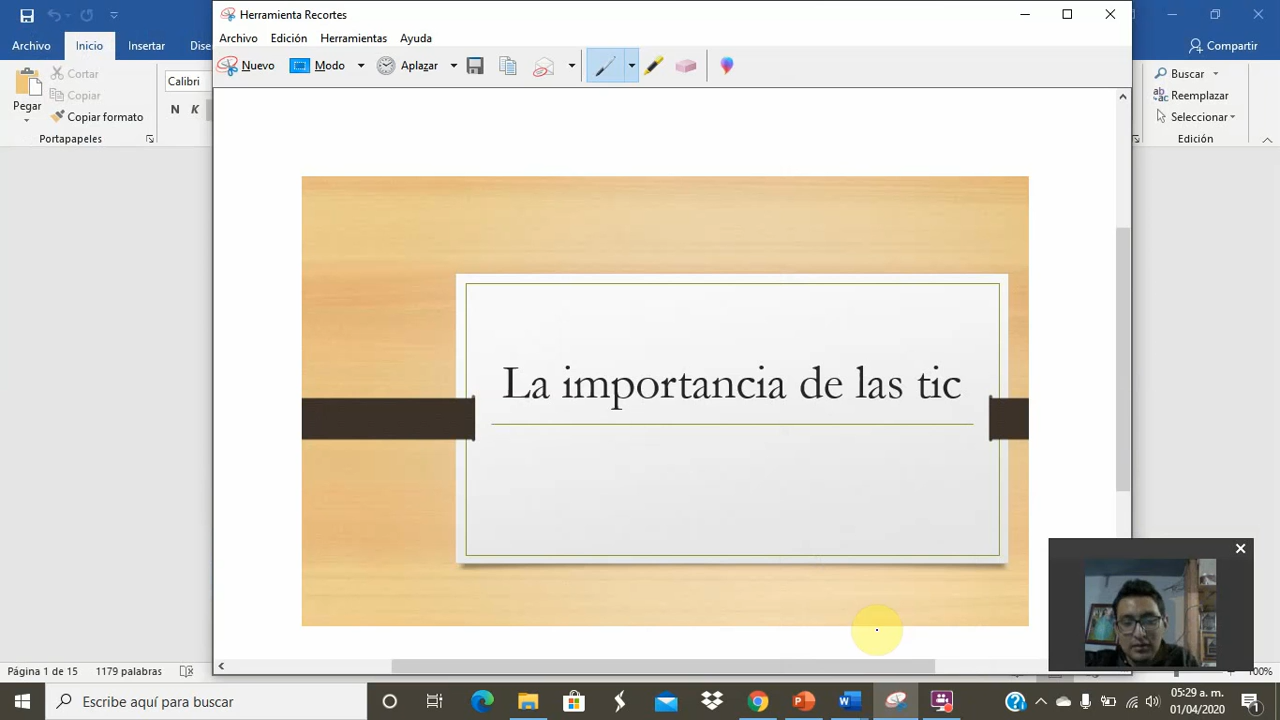 Herramienta Recortes
Archivo Edición Herramientas Ayuda
Nuevo Modo Aplazar
Archivo Inicio Insertar Dise
Compartir
Pegar
Cortar
Copiar
Copiar formato
Portapapeles
Calibri
N K
Buscar
Reemplazar
Seleccionar
Edición
La importancia de las tic
Página 1 de 15 1179 palabras
100%
Escribe aquí para buscar
05:29 a. m.
01/04/2020
1